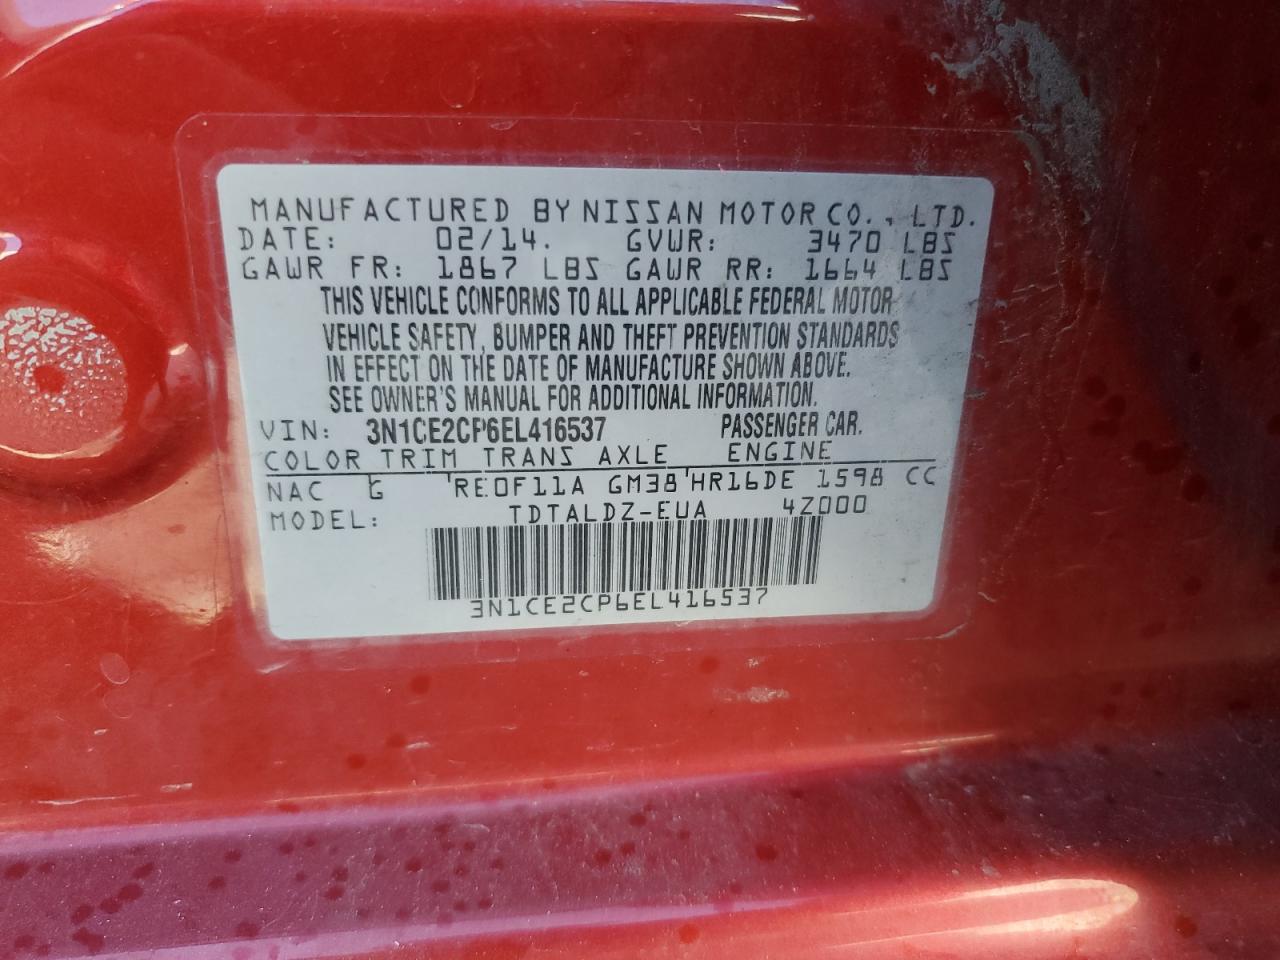 MANUFACTURED BY NISSAN MOTOR CO., LTD.
DATE: 02/14. GVWR: 3470 LBS
GAWR FR: 1867 LBS GAWR RR: 1664 LBS
THIS VEHICLE CONFORMS TO ALL APPLICABLE FEDERAL MOTOR
VEHICLE SAFETY, BUMPER AND THEFT PREVENTION STANDARDS
IN EFFECT ON THE DATE OF MANUFACTURE SHOWN ABOVE.
SEE OWNER'S MANUAL FOR ADDITIONAL INFORMATION.
VIN: 3N1CE2CP6EL416537 PASSENGER CAR.
COLOR TRIM TRANS AXLE ENGINE
NAC G RE0F11A GM38 HR16DE 1598 CC
MODEL: TDTALDZ-EUA 4Z000
3N1CE2CP6EL416537